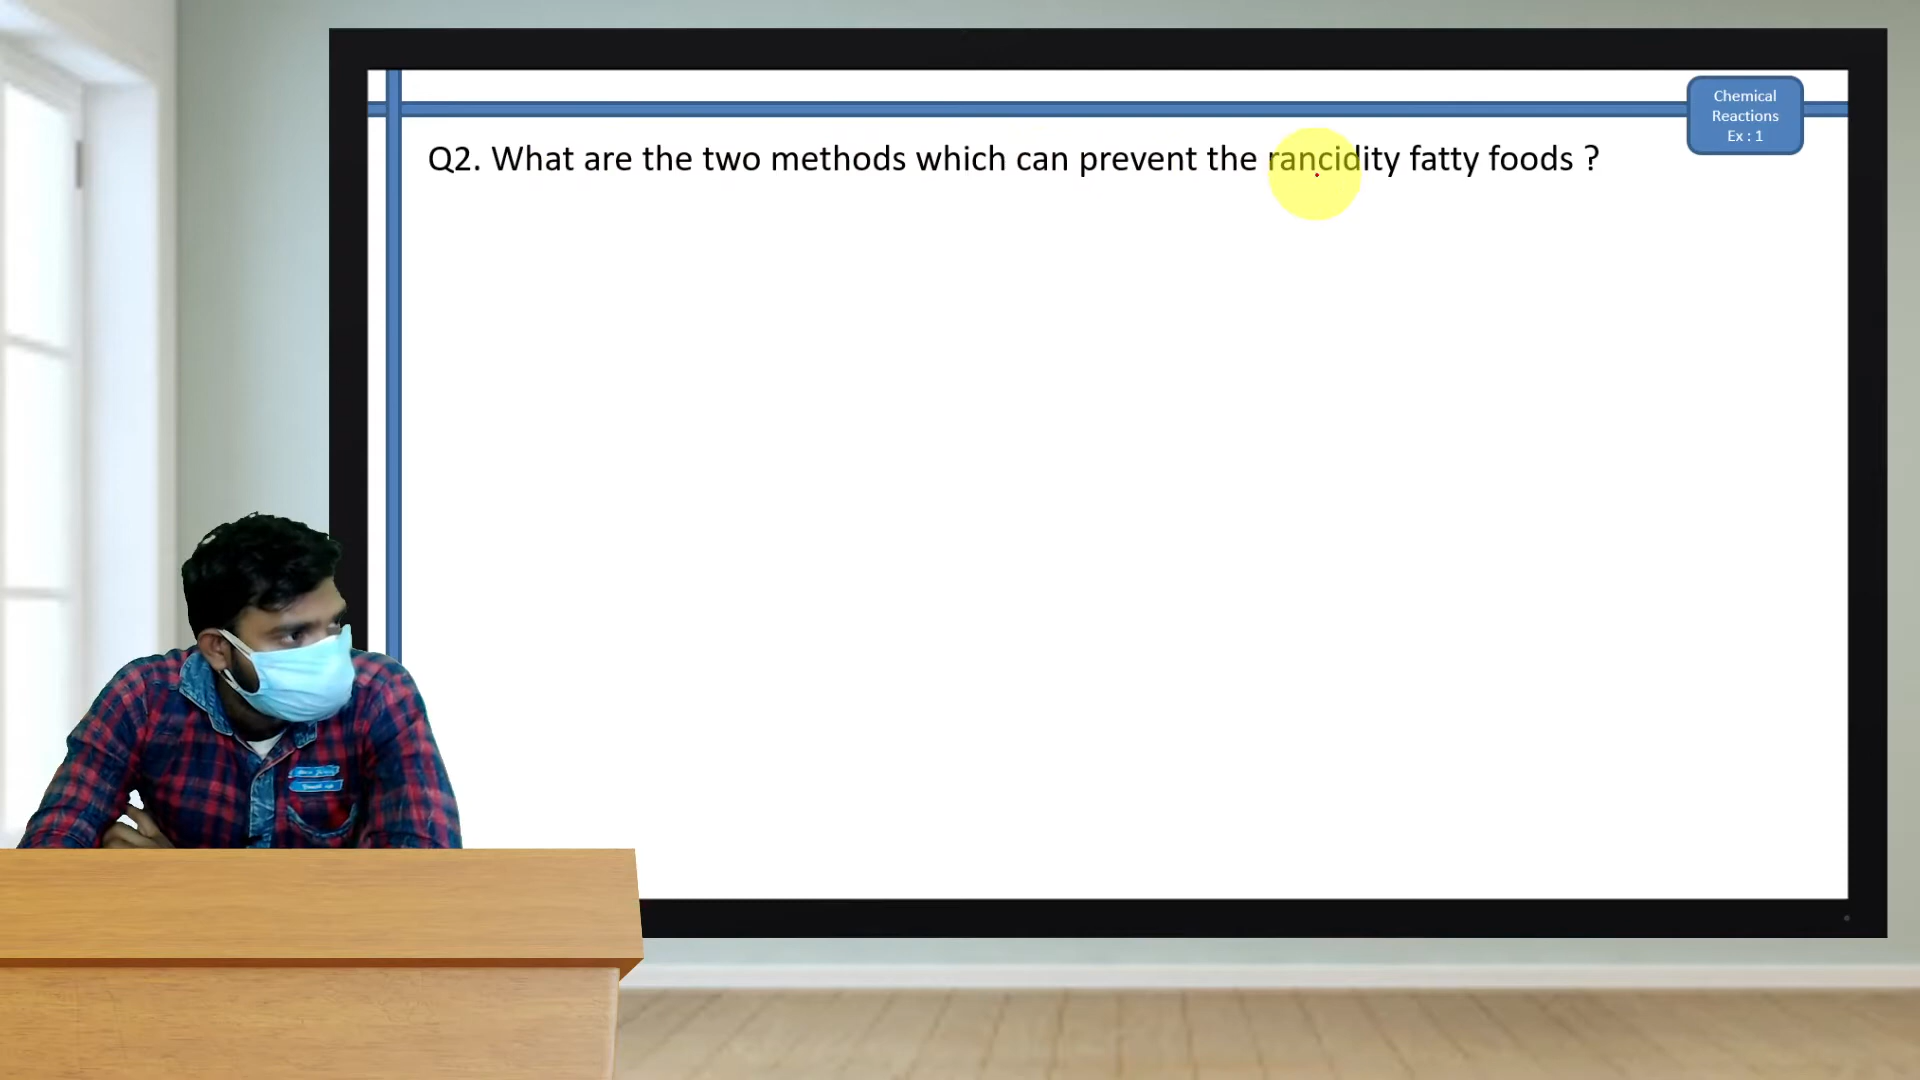 Chemical
Reactions
Ex : 1
Q2. What are the two methods which can prevent the rancidity fatty foods ?